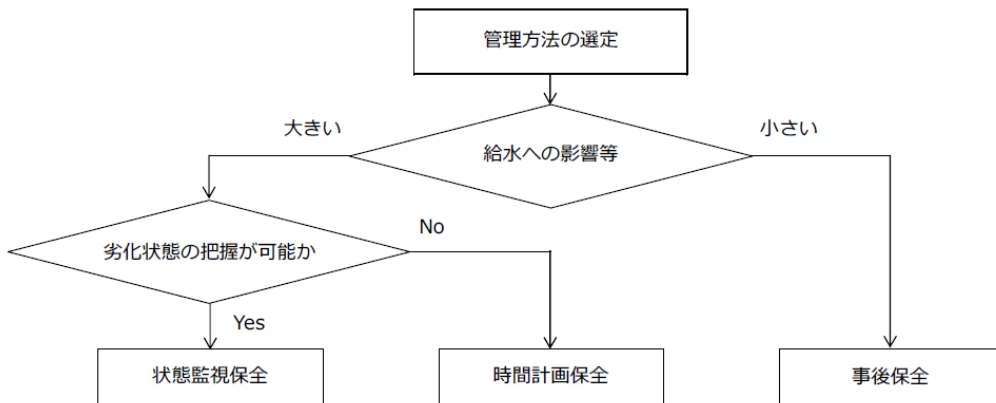 管理方法の選定
大きい
小さい
給水への影響等
No
劣化状態の把握が可能か
Yes
状態監視保全
時間計画保全
事後保全